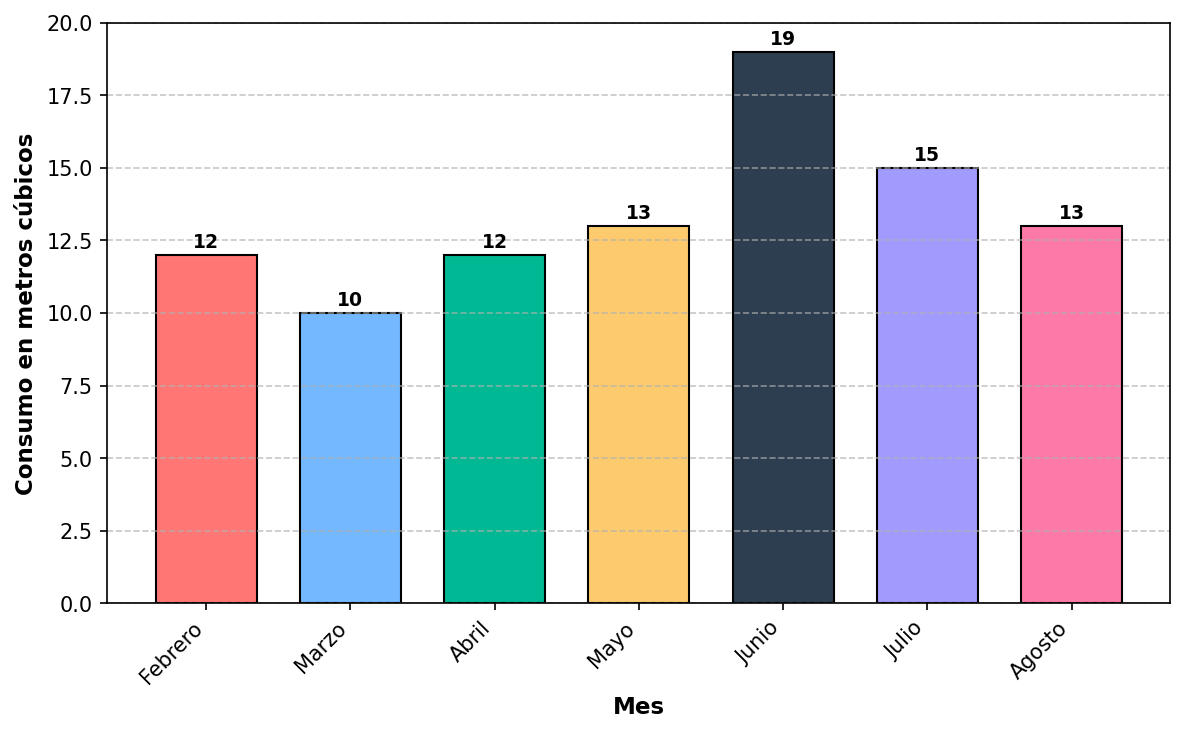 20.0
17.5
15.0
12.5
10.0
7.5
5.0
2.5
0.0
Consumo en metros cúbicos
12
10
12
13
19
15
13
Febrero
Marzo
Abril
Mayo
Junio
Julio
Agosto
Mes